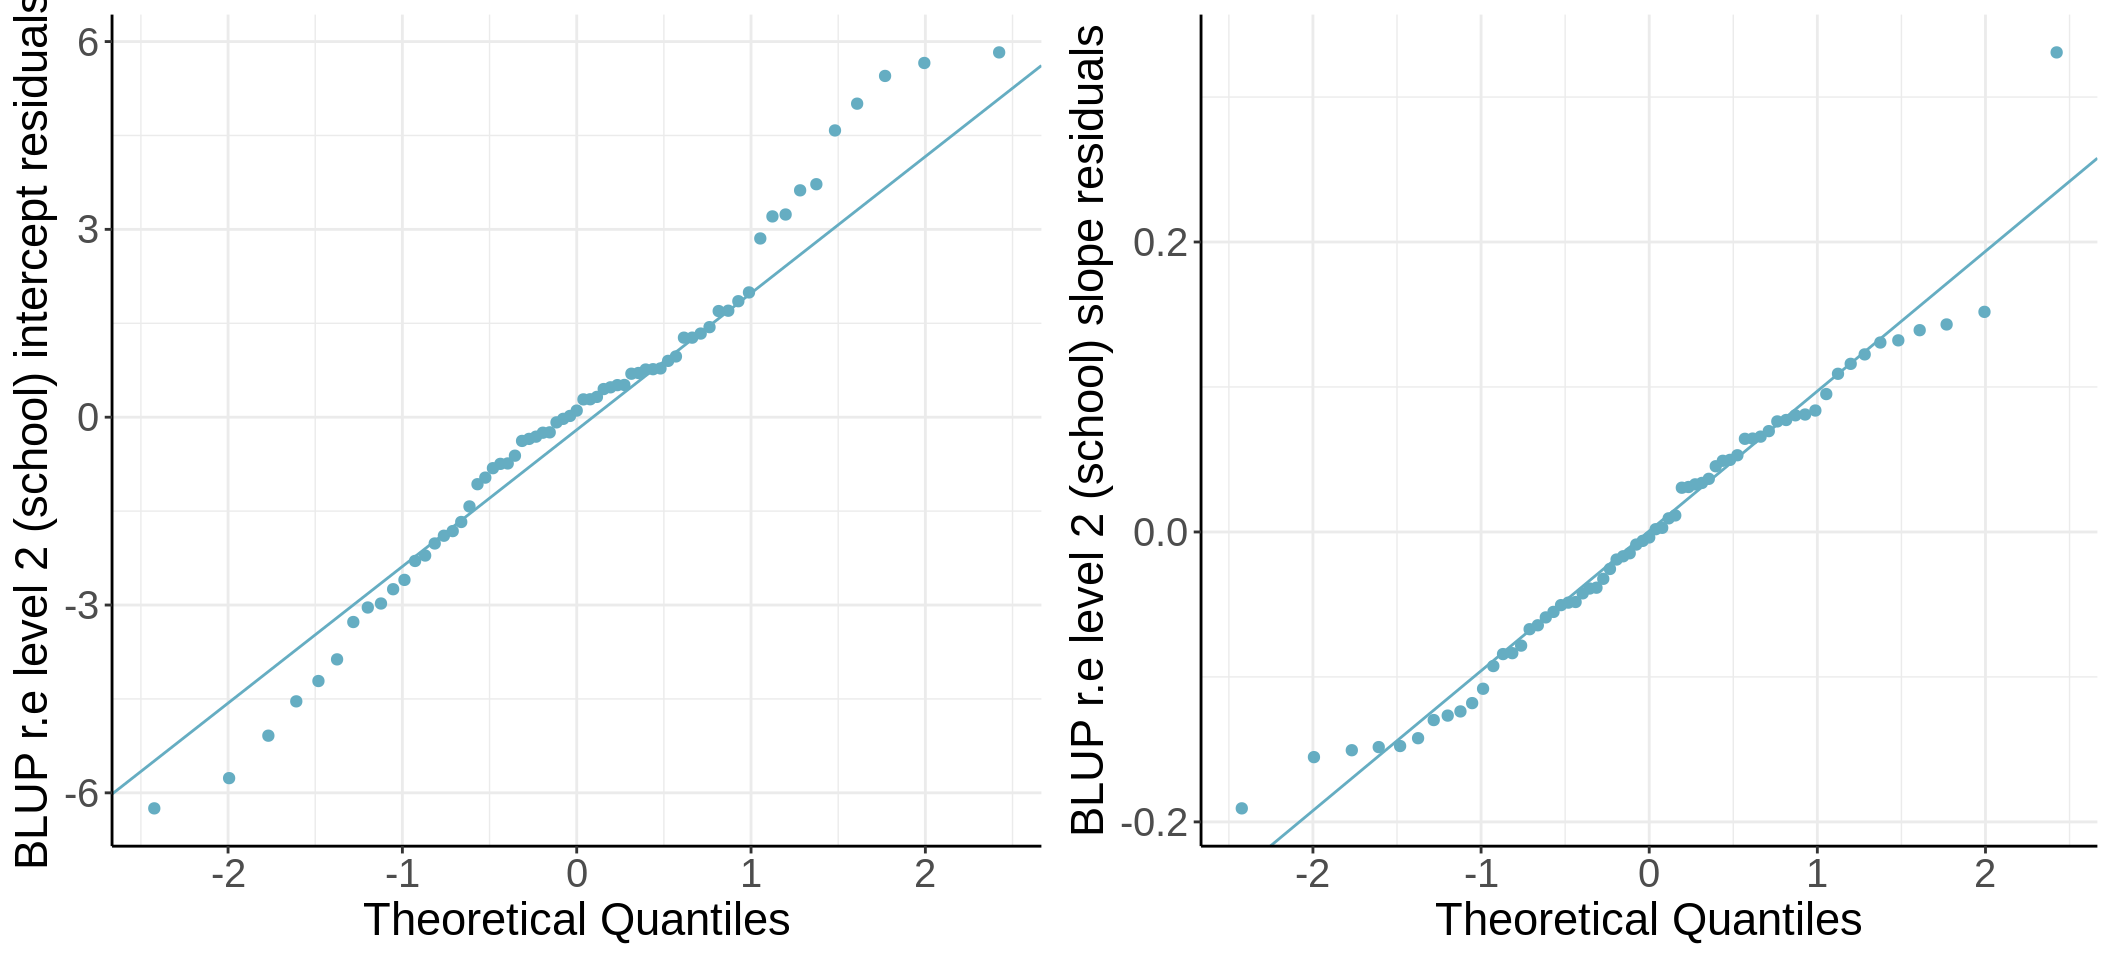 BLUP r.e level 2 (school) intercept residuals
6
3
0
-3
-6
-2 -1 0 1 2
Theoretical Quantiles
BLUP r.e level 2 (school) slope residuals
0.2
0.0
-0.2
-2 -1 0 1 2
Theoretical Quantiles